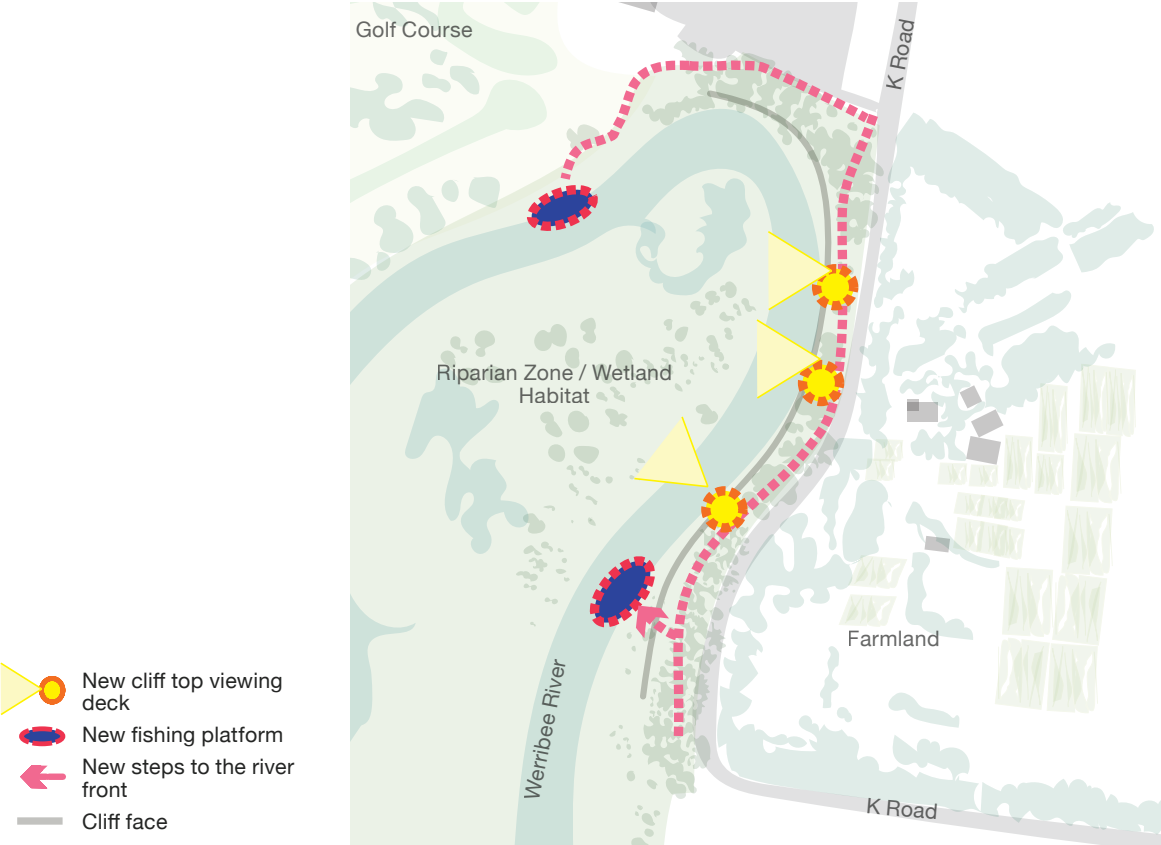 Golf Course
K Road
Riparian Zone / Wetland
Habitat
Farmland
Werribee River
K Road
New cliff top viewing
deck
New fishing platform
New steps to the river
front
Cliff face